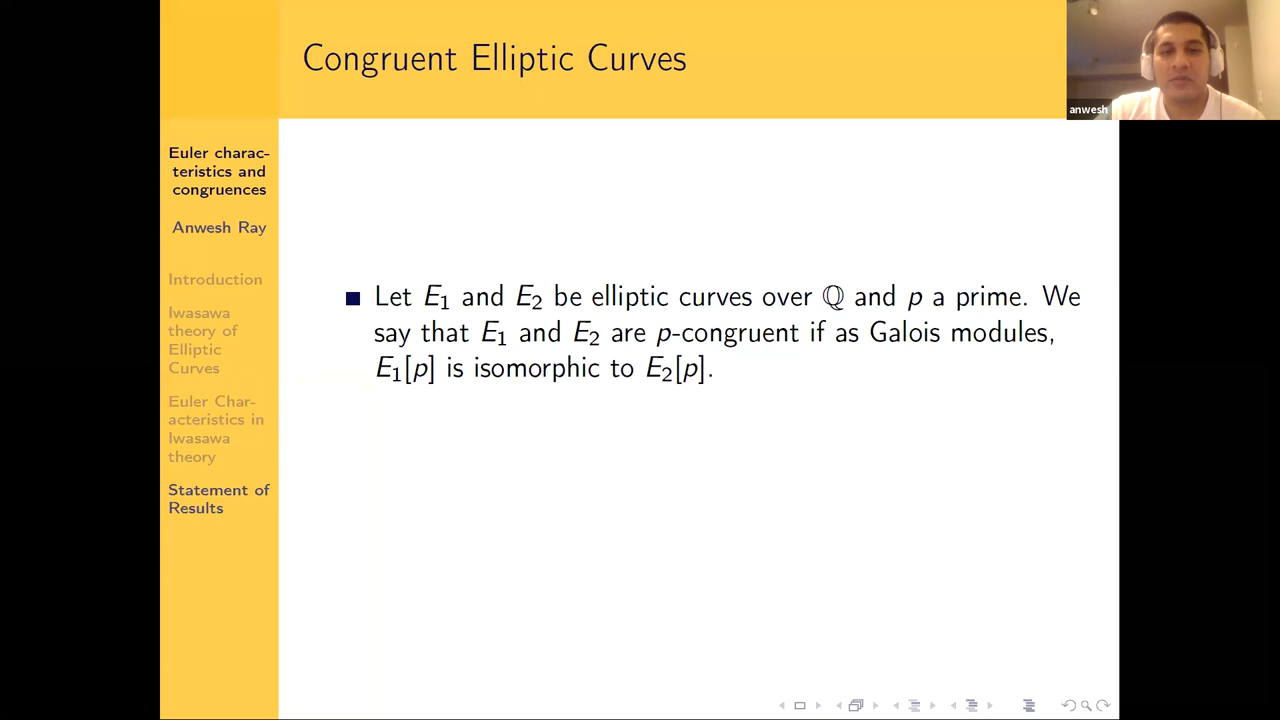 Congruent Elliptic Curves
anwesh
Euler charac-
teristics and
congruences
Anwesh Ray
Introduction
Iwasawa
theory of
Elliptic
Curves
Euler Char-
acteristics in
Iwasawa
theory
Statement of
Results
Let E₁ and E₂ be elliptic curves over ℚ and p a prime. We
say that E₁ and E₂ are p-congruent if as Galois modules,
E₁[p] is isomorphic to E₂[p].